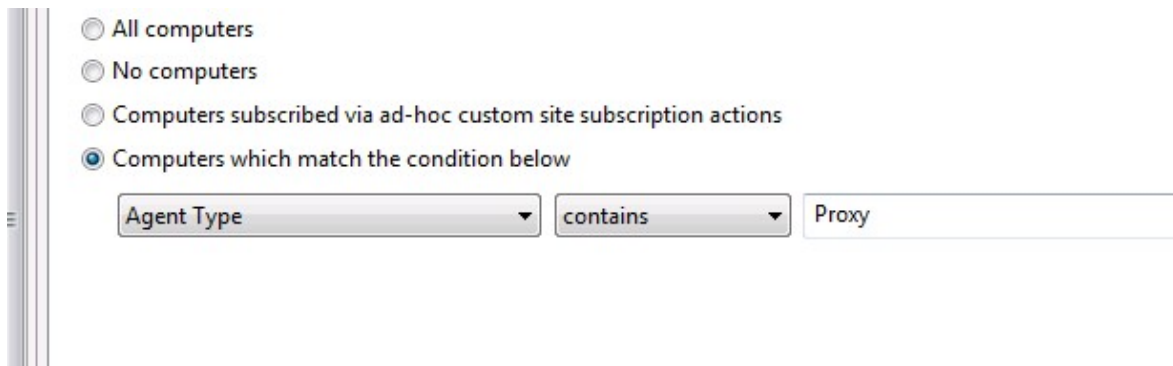 All computers
No computers
Computers subscribed via ad-hoc custom site subscription actions
Computers which match the condition below
Agent Type contains Proxy